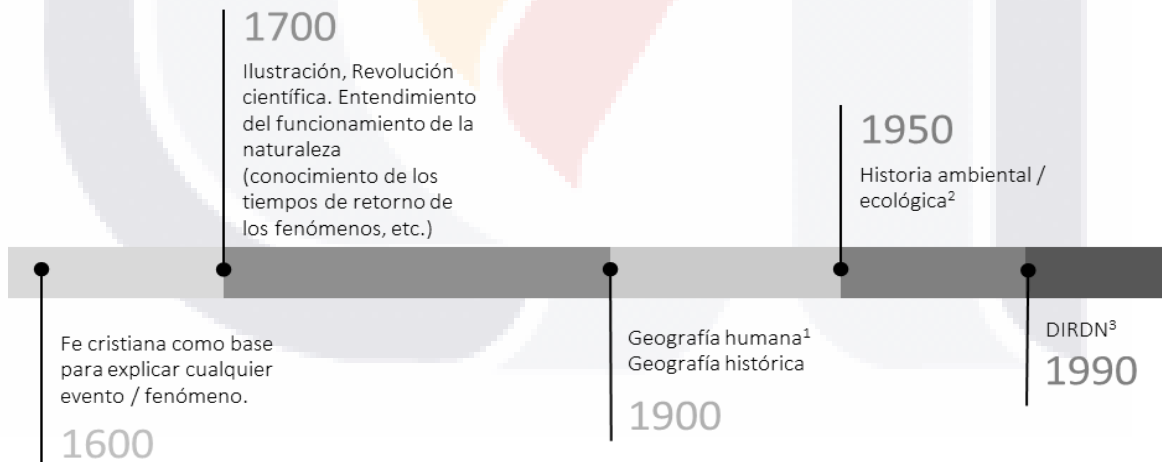 1700
Ilustración, Revolución
científica. Entendimiento
del funcionamiento de la
naturaleza
(conocimiento de los
tiempos de retorno de
los fenómenos, etc.)
1950
Historia ambiental /
ecológica²
Fe cristiana como base
para explicar cualquier
evento / fenómeno.
1600
Geografía humana¹
Geografía histórica
1900
DIRDN³
1990